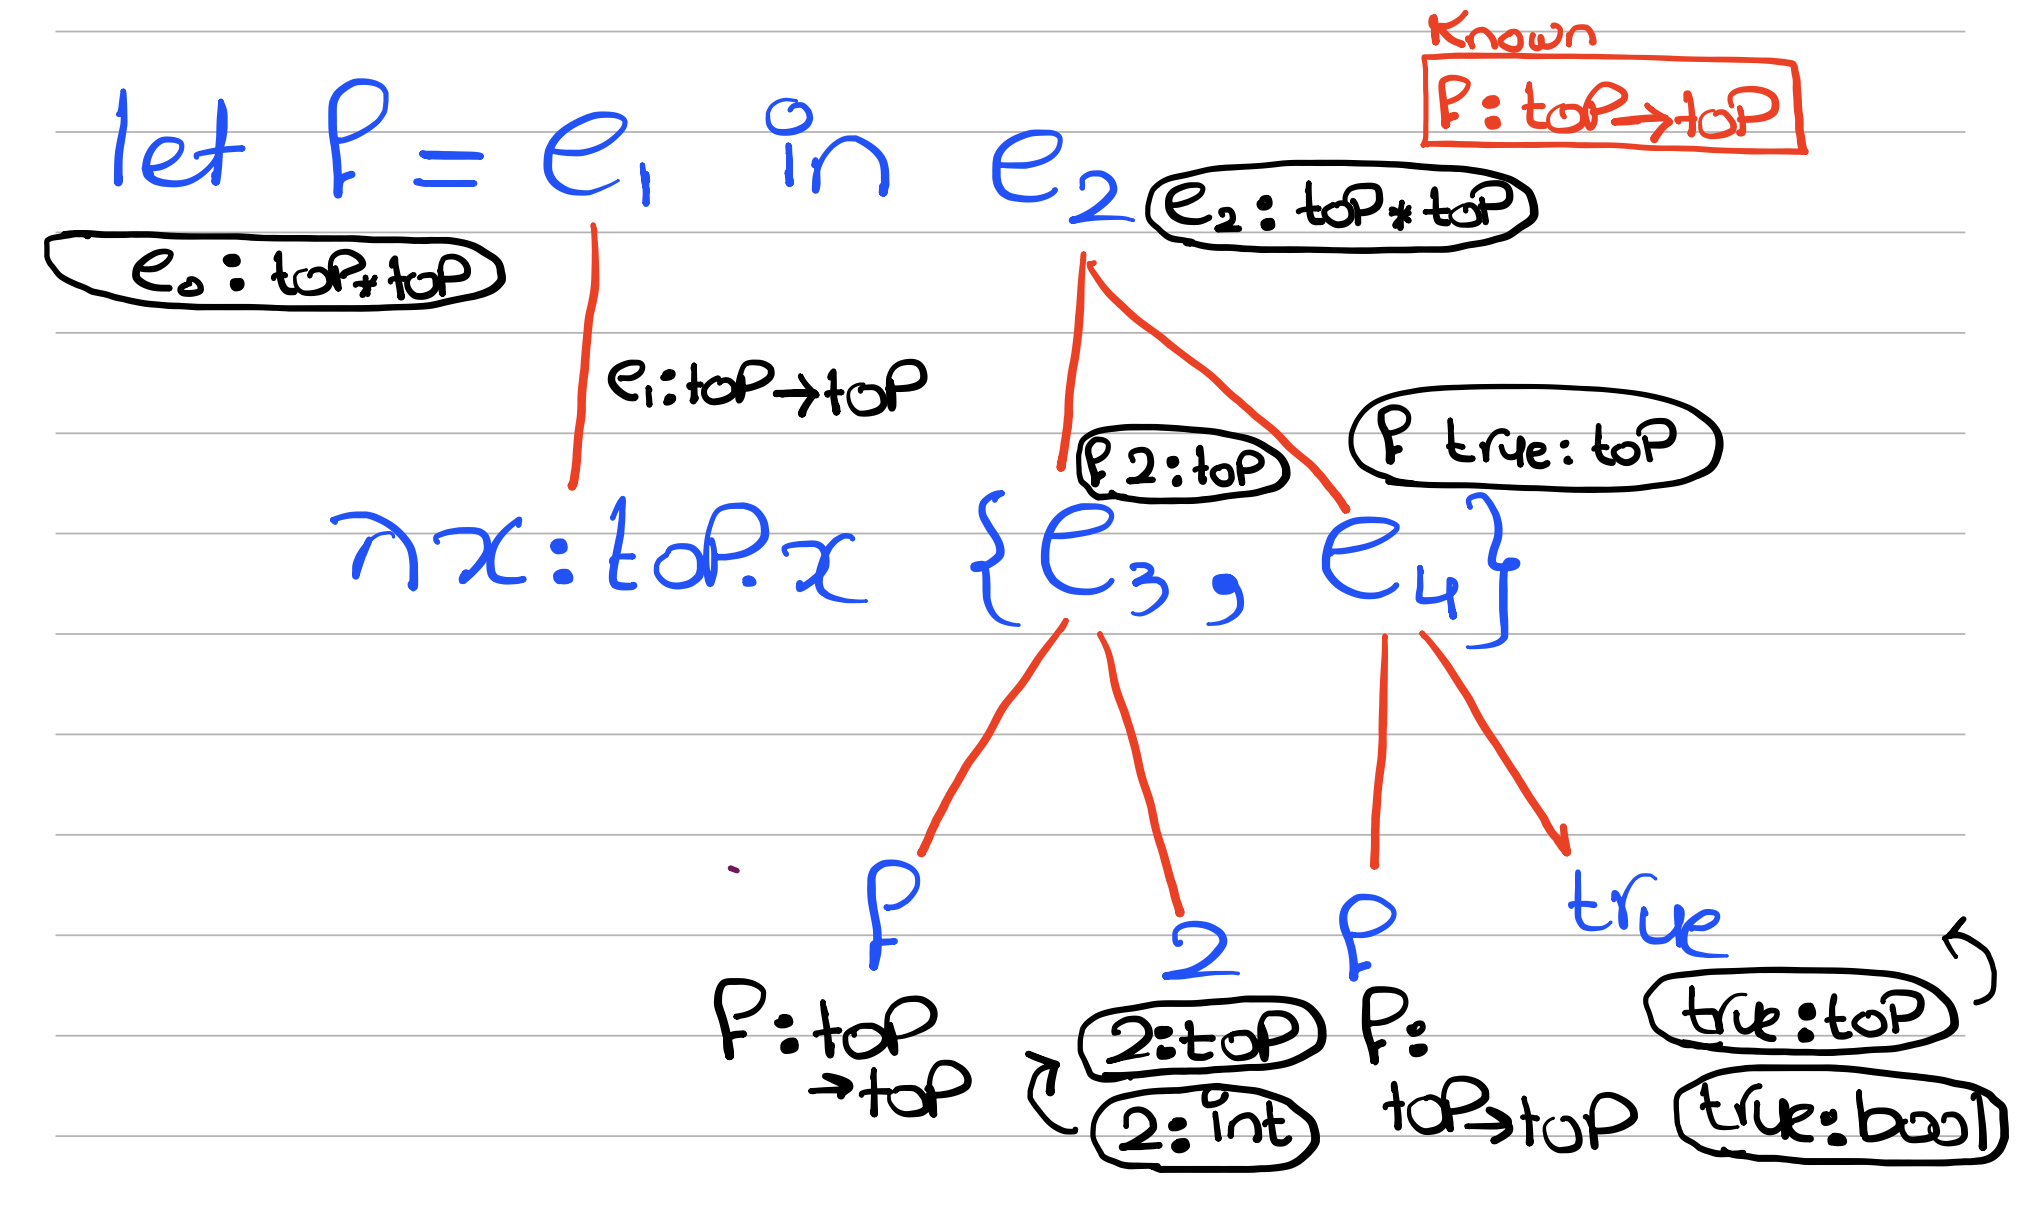 Known
f : top → top
let f = e₁ in e₂
e₂ : top * top
e₀ : top * top
e₁ : top → top
f 2 : top
f true : top
λx : top. x {e₃, e₄}
f 2 f true
f : top
→ top
2 : top
2 : int
f :
top → top
true : top
true : bool